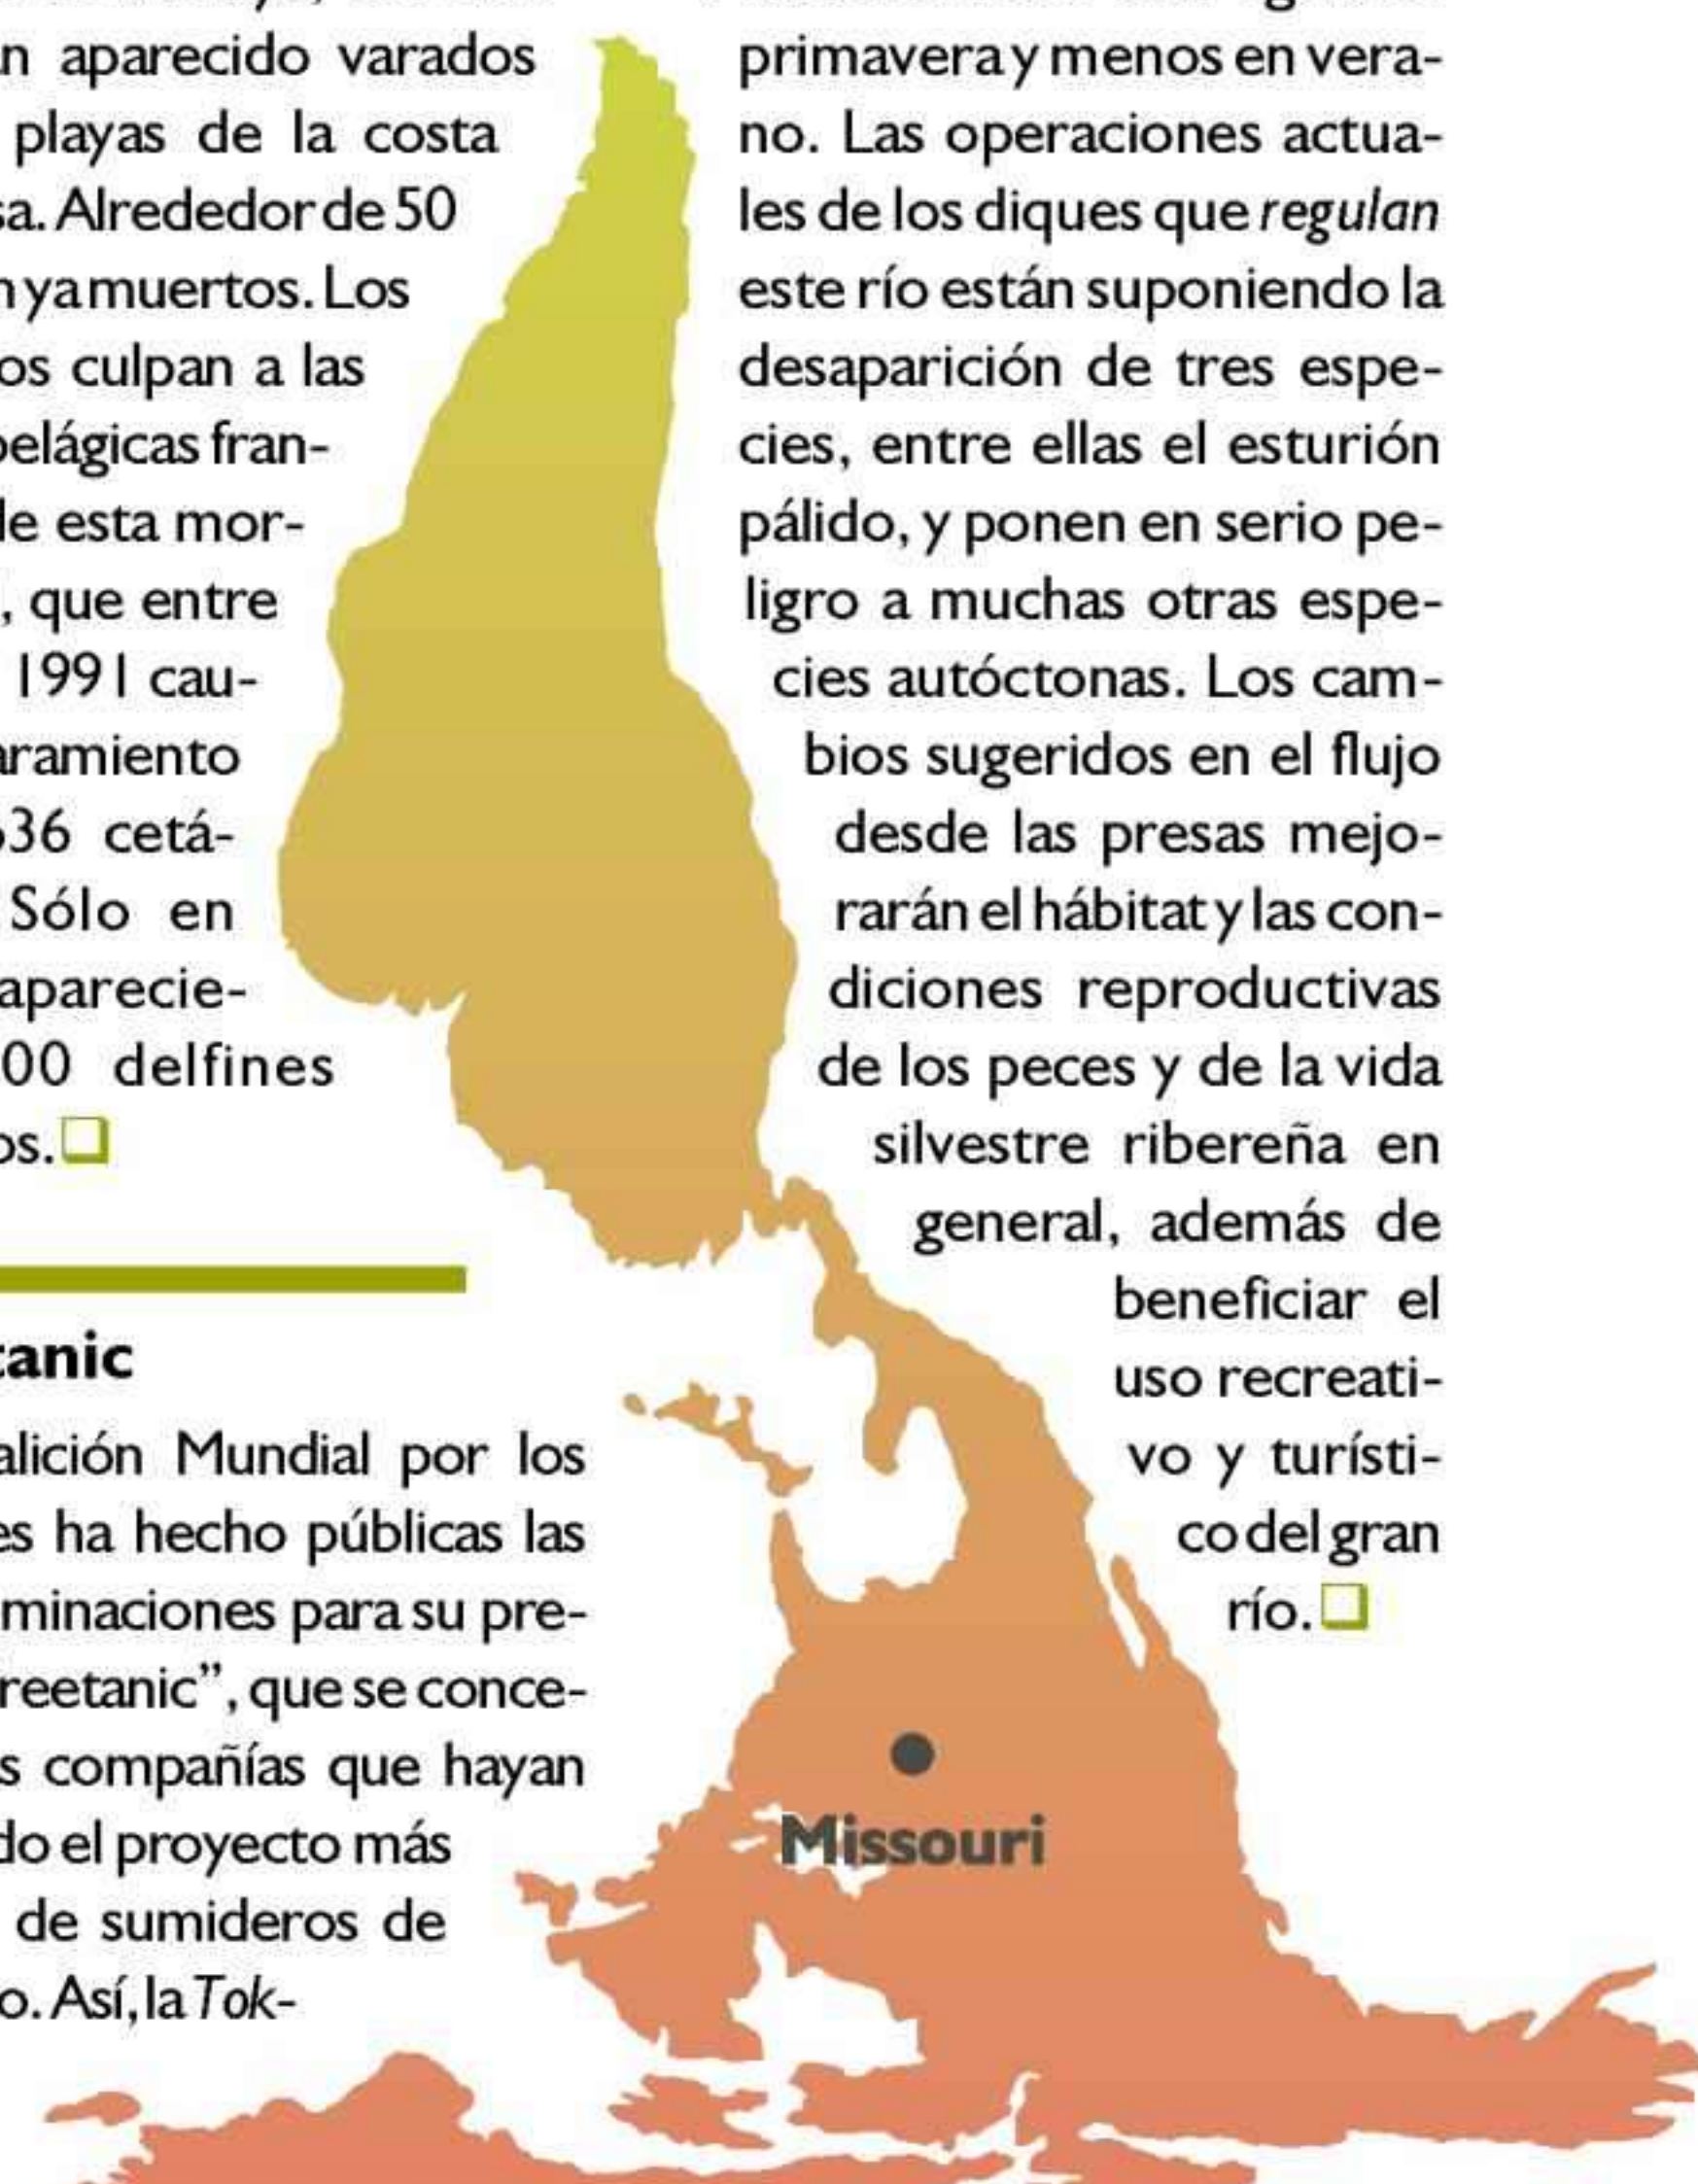 n aparecido varados
playas de la costa
sa. Alrededor de 50
n ya muertos. Los
os culpan a las
pelágicas fran-
de esta mor-
, que entre
1991 cau-
aramiento
636 cetá-
Sólo en
aparecie-
00 delfines
os.
tanic
alición Mundial por los
es ha hecho públicas las
minaciones para su pre-
reetanic”, que se conce-
s compañías que hayan
do el proyecto más
de sumideros de
o. Así, la Tok-
primavera y menos en vera-
no. Las operaciones actua-
les de los diques que regulan
este río están suponiendo la
desaparición de tres espe-
cies, entre ellas el esturión
pálido, y ponen en serio pe-
ligro a muchas otras espe-
cies autóctonas. Los cam-
bios sugeridos en el flujo
desde las presas mejo-
rarán el hábitat y las con-
diciones reproductivas
de los peces y de la vida
silvestre ribereña en
general, además de
beneficiar el
uso recreati-
vo y turísti-
co del gran
río.
Missouri